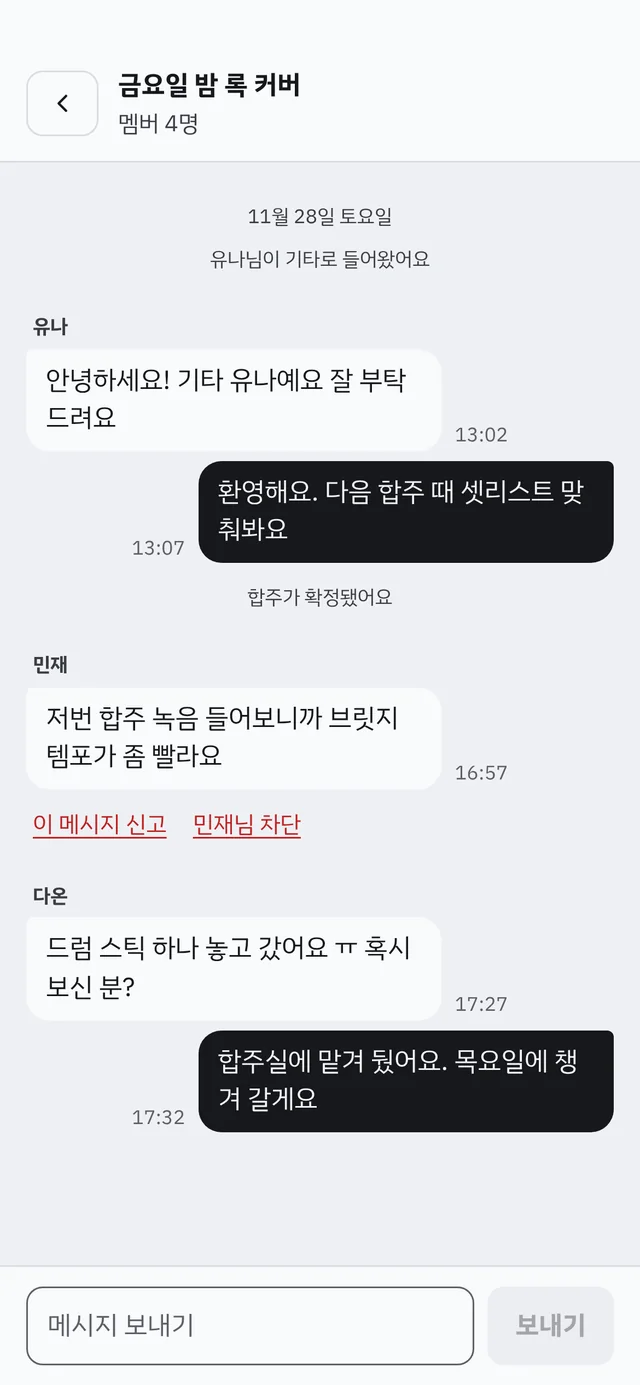 금요일 밤 록 커버
멤버 4명
11월 28일 토요일
유나님이 기타로 들어왔어요
유나
안녕하세요! 기타 유나예요 잘 부탁
드려요
13:02
환영해요. 다음 합주 때 셋리스트 맞
춰봐요
13:07
합주가 확정됐어요
민재
저번 합주 녹음 들어보니까 브릿지
템포가 좀 빨라요
16:57
이 메시지 신고 민재님 차단
다온
드럼 스틱 하나 놓고 갔어요 ㅠ 혹시
보신 분?
17:27
합주실에 맡겨 뒀어요. 목요일에 챙
겨 갈게요
17:32
메시지 보내기 보내기